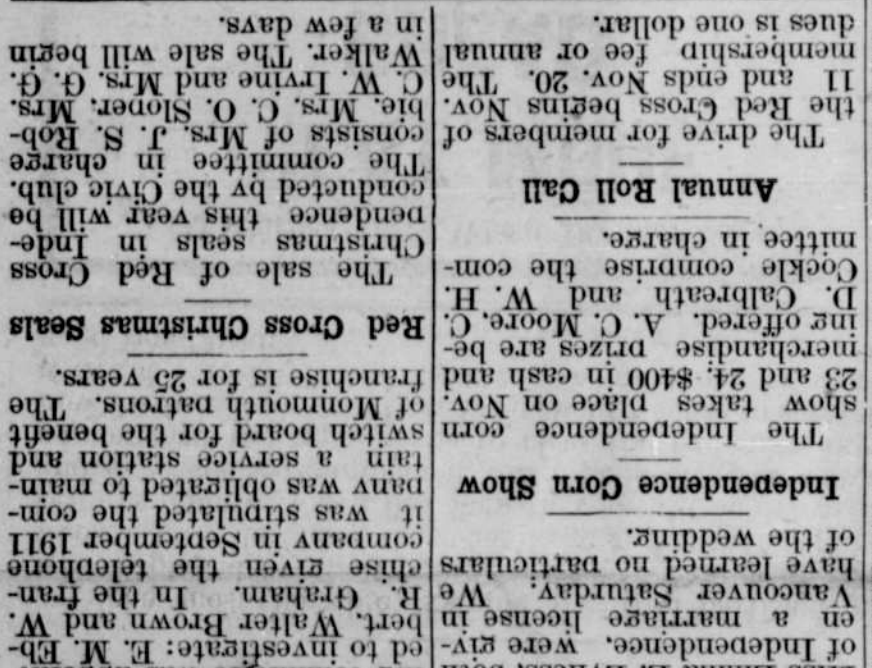 of Independence, were giv-
en a marriage license in
Vancouver Saturday. We
have learned no particulars
of the wedding.
Independence Corn Show
The Independence corn
show takes place on Nov.
23 and 24. $400 in cash and
merchandise prizes are be-
ing offered. A. C. Moore, C.
D. Calbreath and W. H.
Cockle comprise the com-
mittee in charge.
Annual Roll Call
The drive for members of
the Red Cross begins Nov.
11 and ends Nov. 20. The
membership fee or annual
dues is one dollar.
ed to investigate: E. M. Eb-
bert, Walter Brown and W.
R. Graham. In the fran-
chise given the telephone
company in September 1911
it was stipulated the com-
pany was obligated to main-
tain a service station and
switch board for the benefit
of Monmouth patrons. The
franchise is for 25 years.
Red Cross Christmas Seals
The sale of Red Cross
Christmas seals in Inde-
pendence this year will be
conducted by the Civic club.
The committee in charge
consists of Mrs. J. S. Rob-
bie, Mrs. C. O. Sloper, Mrs.
C. W. Irvine and Mrs. G. G.
Walker. The sale will begin
in a few days.